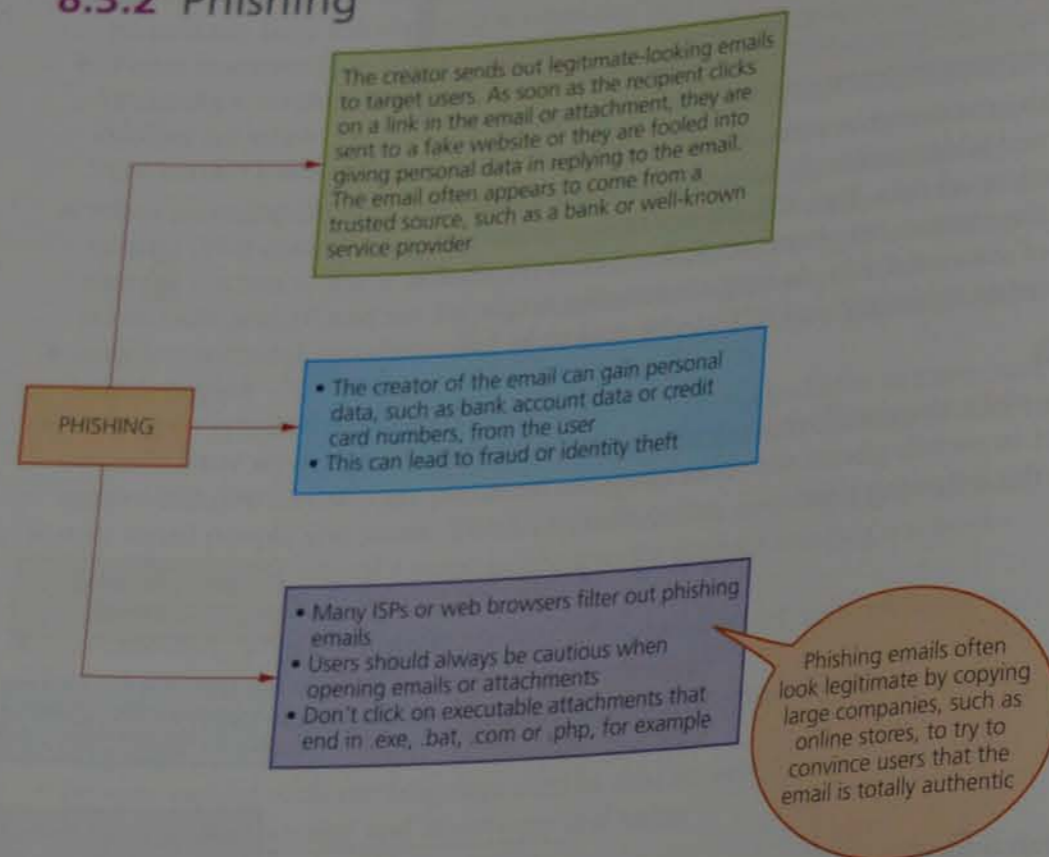 8.5.2 Phishing
The creator sends out legitimate-looking emails
to target users. As soon as the recipient clicks
on a link in the email or attachment, they are
sent to a fake website or they are fooled into
giving personal data in replying to the email.
The email often appears to come from a
trusted source, such as a bank or well-known
service provider
PHISHING
• The creator of the email can gain personal
data, such as bank account data or credit
card numbers, from the user
• This can lead to fraud or identity theft
• Many ISPs or web browsers filter out phishing
emails
• Users should always be cautious when
opening emails or attachments
• Don't click on executable attachments that
end in .exe, .bat, .com or .php, for example
Phishing emails often
look legitimate by copying
large companies, such as
online stores, to try to
convince users that the
email is totally authentic